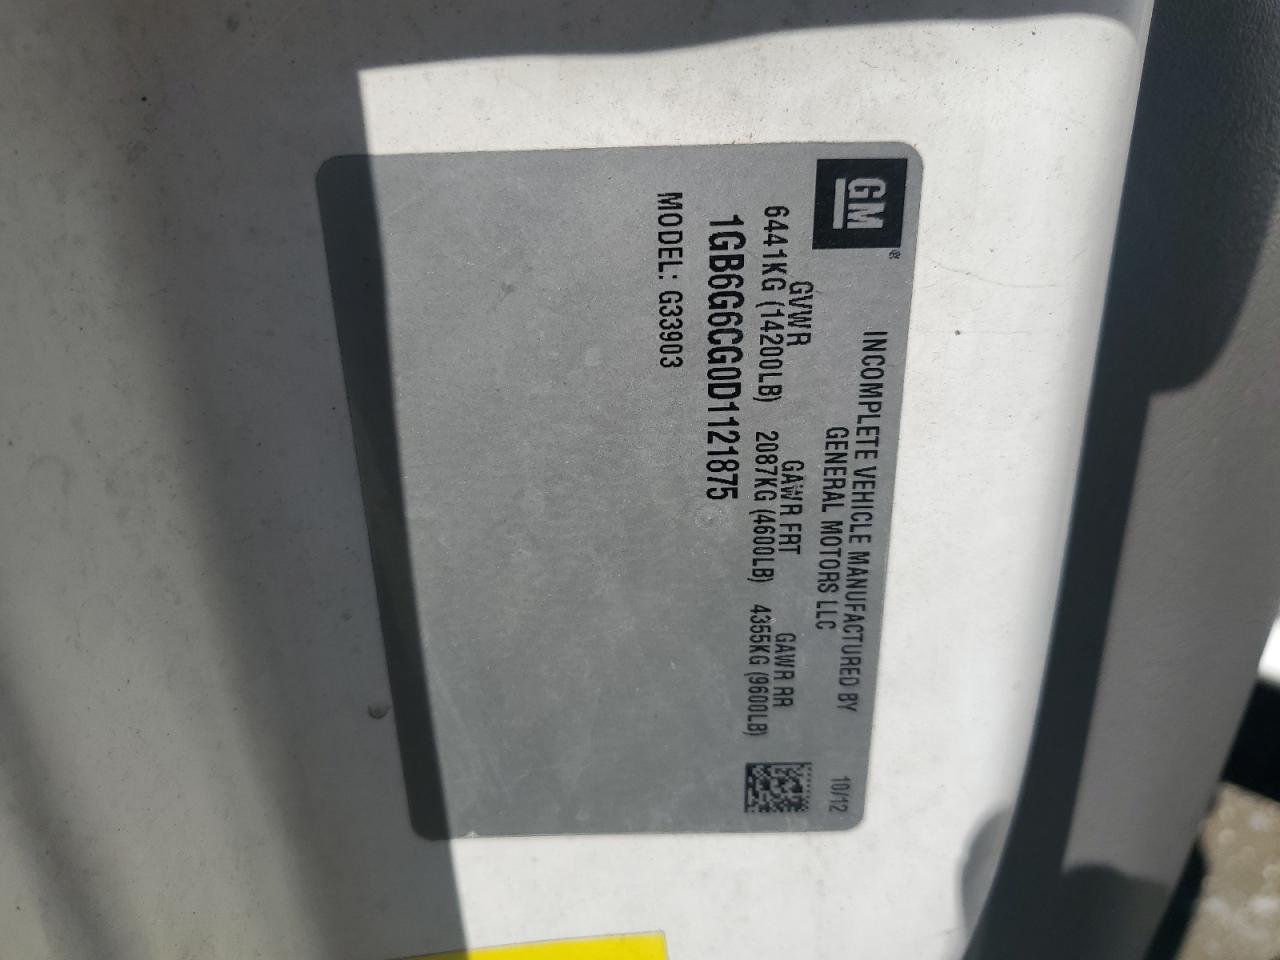 GM®
INCOMPLETE VEHICLE MANUFACTURED BY
GENERAL MOTORS LLC
10/12
GVWR GAWR FRT GAWR RR
6441KG (14200LB) 2087KG (4600LB) 4355KG (9600LB)
1GB6G6CG0D1121875
MODEL: G33903